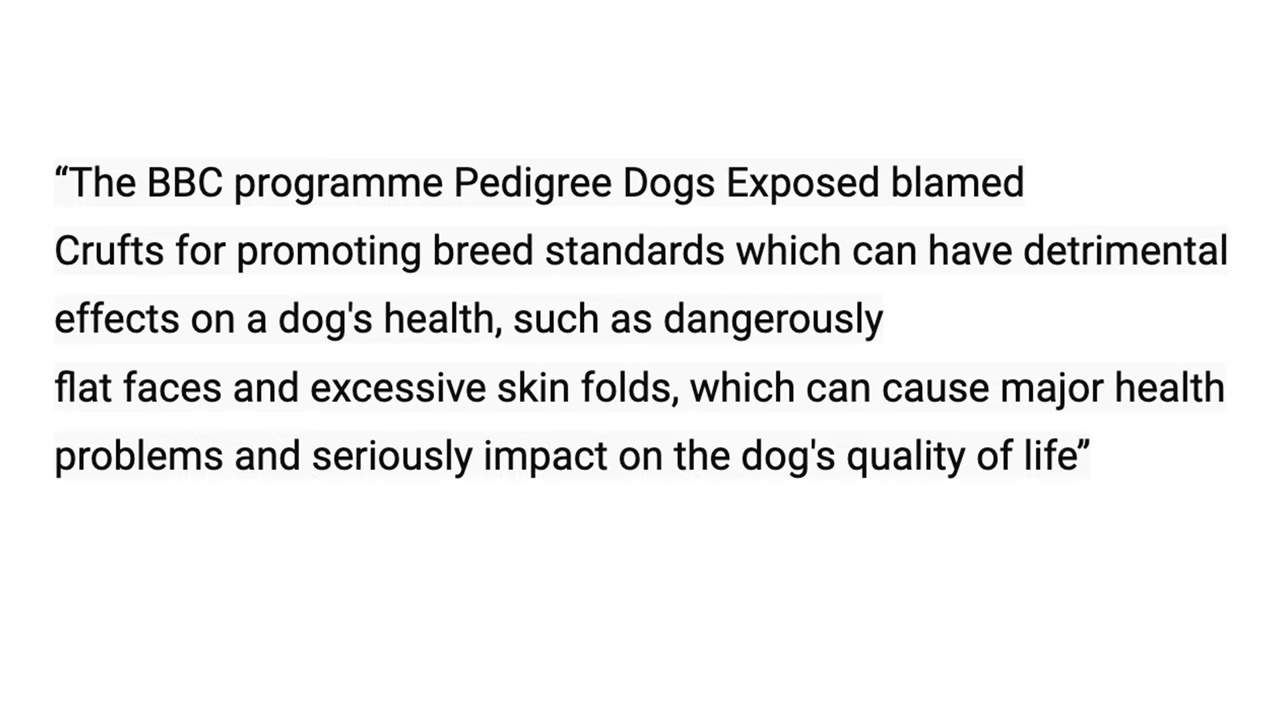 “The BBC programme Pedigree Dogs Exposed blamed
Crufts for promoting breed standards which can have detrimental
effects on a dog's health, such as dangerously
flat faces and excessive skin folds, which can cause major health
problems and seriously impact on the dog's quality of life”